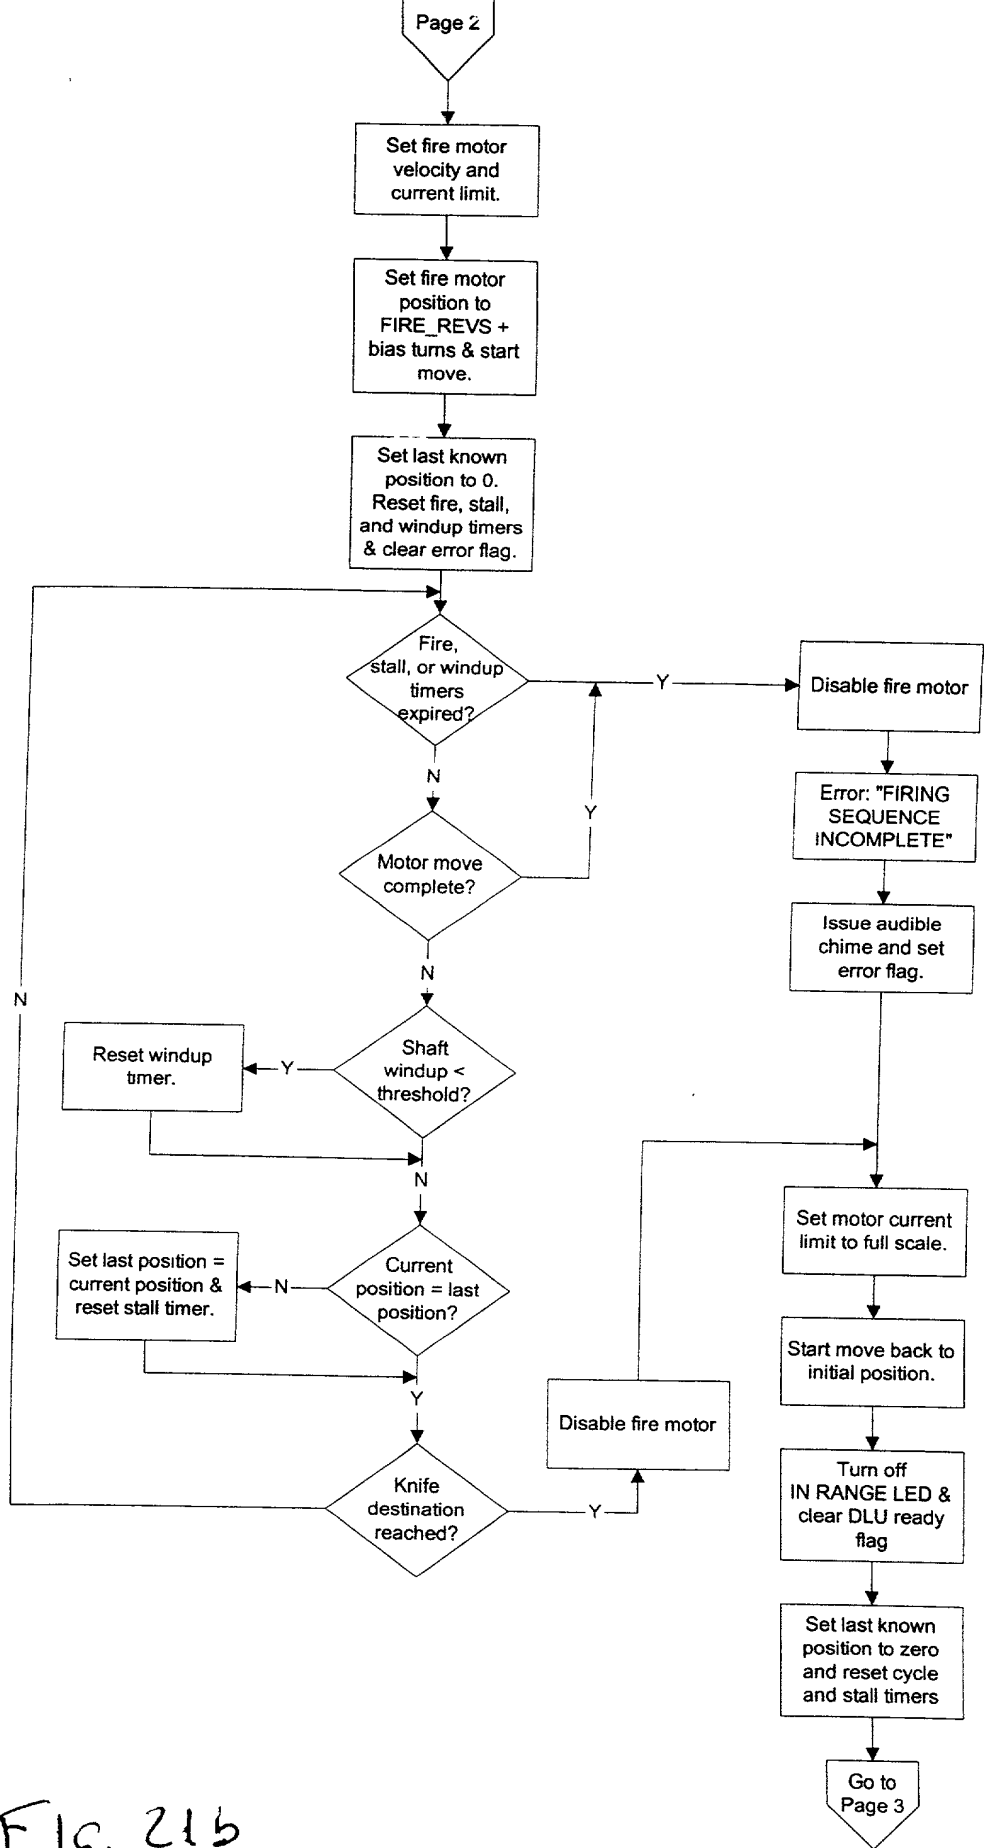 Page 2
Set fire motor
velocity and
current limit.
Set fire motor
position to
FIRE_REVS +
bias turns & start
move.
Set last known
position to 0.
Reset fire, stall,
and windup timers
& clear error flag.
Fire,
stall, or windup
timers
expired?
Y
Disable fire motor
N
Error: "FIRING
SEQUENCE
INCOMPLETE"
Y
Motor move
complete?
Issue audible
chime and set
error flag.
N
N
Shaft
windup <
threshold?
Y
Reset windup
timer.
N
Set motor current
limit to full scale.
Current
position = last
position?
N
Set last position =
current position &
reset stall timer.
Start move back to
initial position.
Y
Disable fire motor
Knife
destination
reached?
Y
Turn off
IN RANGE LED &
clear DLU ready
flag
Set last known
position to zero
and reset cycle
and stall timers
Go to
Page 3
FIG. 21b